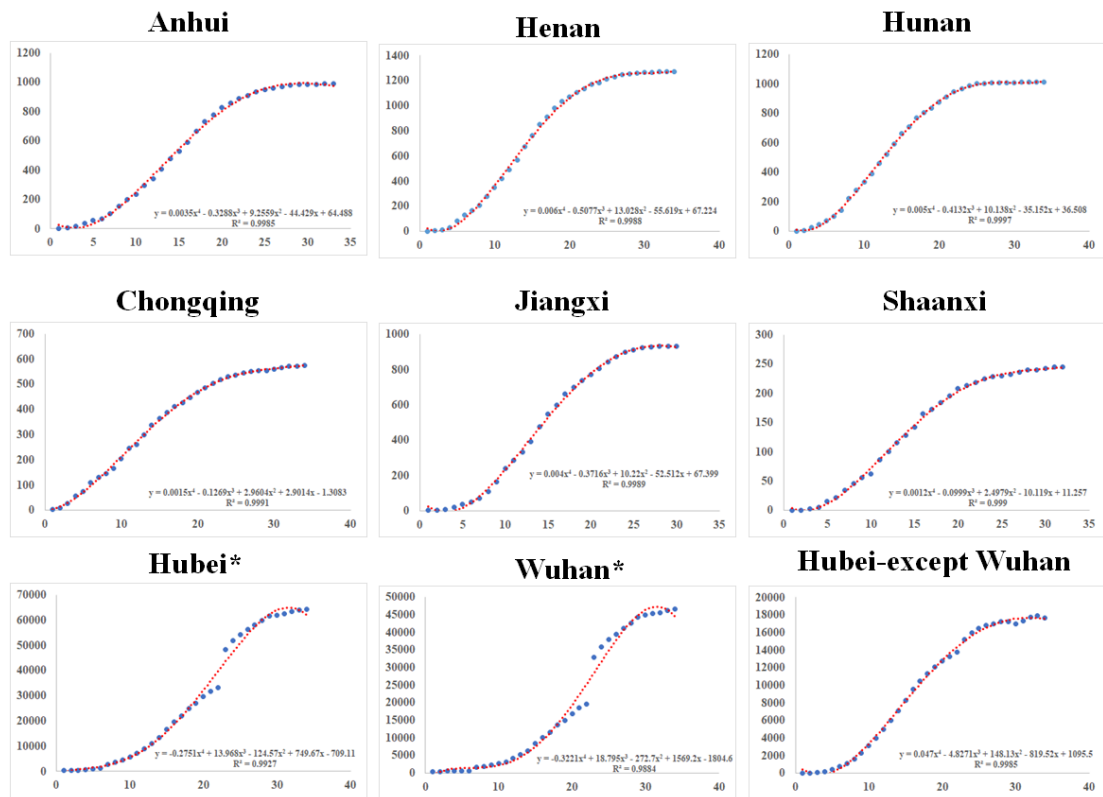 Anhui
1200
1000
800
600
400
200
0
0 5 10 15 20 25 30 35
y = 0.0035x⁴ - 0.3288x³ + 9.2559x² - 44.429x + 64.488
R² = 0.9985
Henan
1400
1200
1000
800
600
400
200
0
0 10 20 30 40
y = 0.006x⁴ - 0.5077x³ + 13.028x² - 55.619x + 67.224
R² = 0.9988
Hunan
1200
1000
800
600
400
200
0
0 10 20 30 40
y = 0.005x⁴ - 0.4132x³ + 10.138x² - 35.152x + 36.508
R² = 0.9997
Chongqing
700
600
500
400
300
200
100
0
0 10 20 30 40
y = 0.0015x⁴ - 0.1269x³ + 2.9604x² + 2.9014x - 1.3083
R² = 0.9991
Jiangxi
1000
800
600
400
200
0
0 5 10 15 20 25 30 35
y = 0.004x⁴ - 0.3716x³ + 10.22x² - 52.512x + 67.399
R² = 0.9989
Shaanxi
300
250
200
150
100
50
0
0 5 10 15 20 25 30 35
y = 0.0012x⁴ - 0.0999x³ + 2.4979x² - 10.119x + 11.257
R² = 0.999
Hubei*
70000
60000
50000
40000
30000
20000
10000
0
0 10 20 30 40
y = -0.2751x⁴ + 13.968x³ - 124.57x² + 749.67x - 709.11
R² = 0.9927
Wuhan*
50000
45000
40000
35000
30000
25000
20000
15000
10000
5000
0
0 10 20 30 40
y = -0.3221x⁴ + 18.795x³ - 272.7x² + 1569.2x - 1804.6
R² = 0.9884
Hubei-except Wuhan
20000
18000
16000
14000
12000
10000
8000
6000
4000
2000
0
0 10 20 30 40
y = 0.047x⁴ - 4.8271x³ + 148.13x² - 819.52x + 1095.5
R² = 0.9985